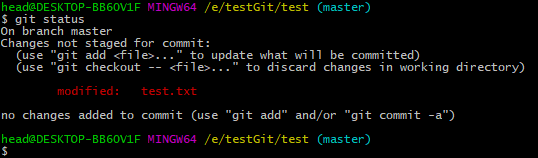 head@DESKTOP-BB6OV1F MINGW64 /e/testGit/test (master)
$ git status
On branch master
Changes not staged for commit:
  (use "git add <file>..." to update what will be committed)
  (use "git checkout -- <file>..." to discard changes in working directory)
        modified:   test.txt
no changes added to commit (use "git add" and/or "git commit -a")
head@DESKTOP-BB6OV1F MINGW64 /e/testGit/test (master)
$